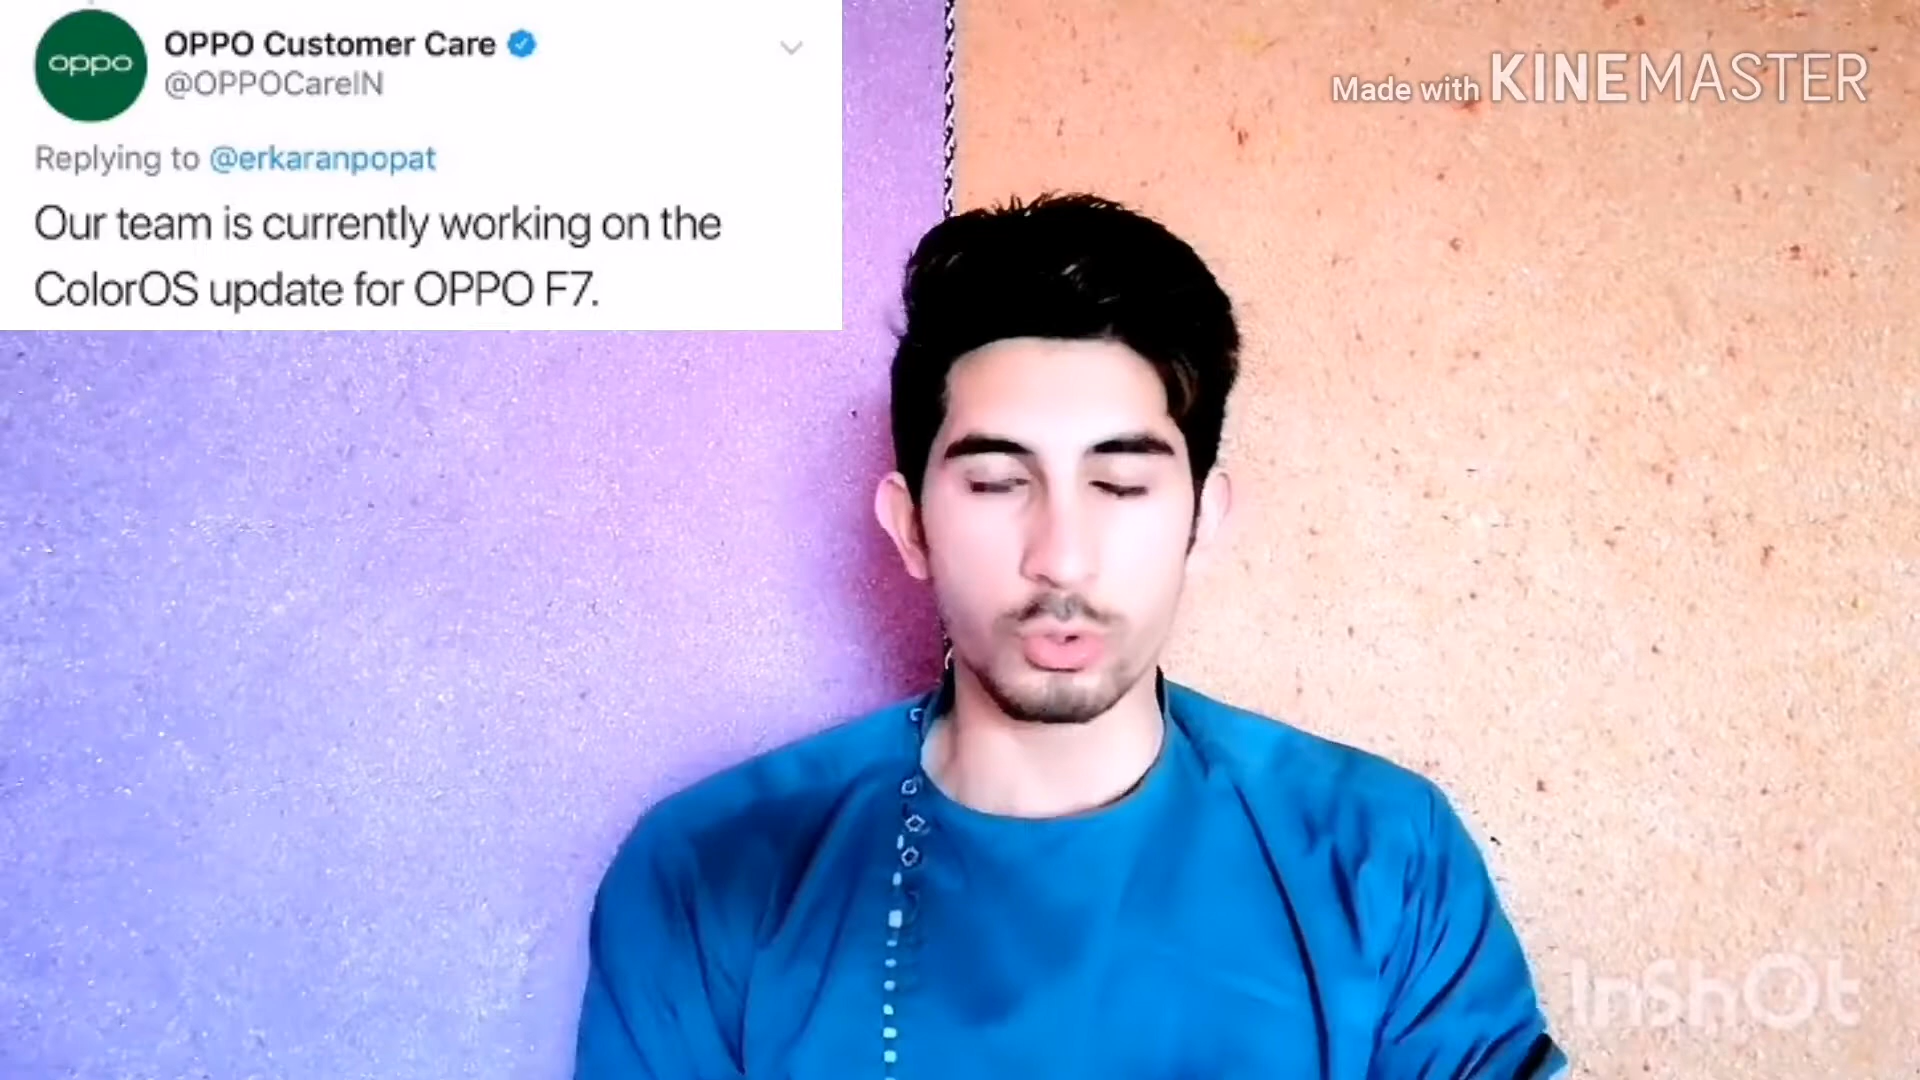 oppo
OPPO Customer Care
@OPPOCareIN
Replying to @erkaranpopat
Our team is currently working on the
ColorOS update for OPPO F7.
Made with KINEMASTER
InShOt